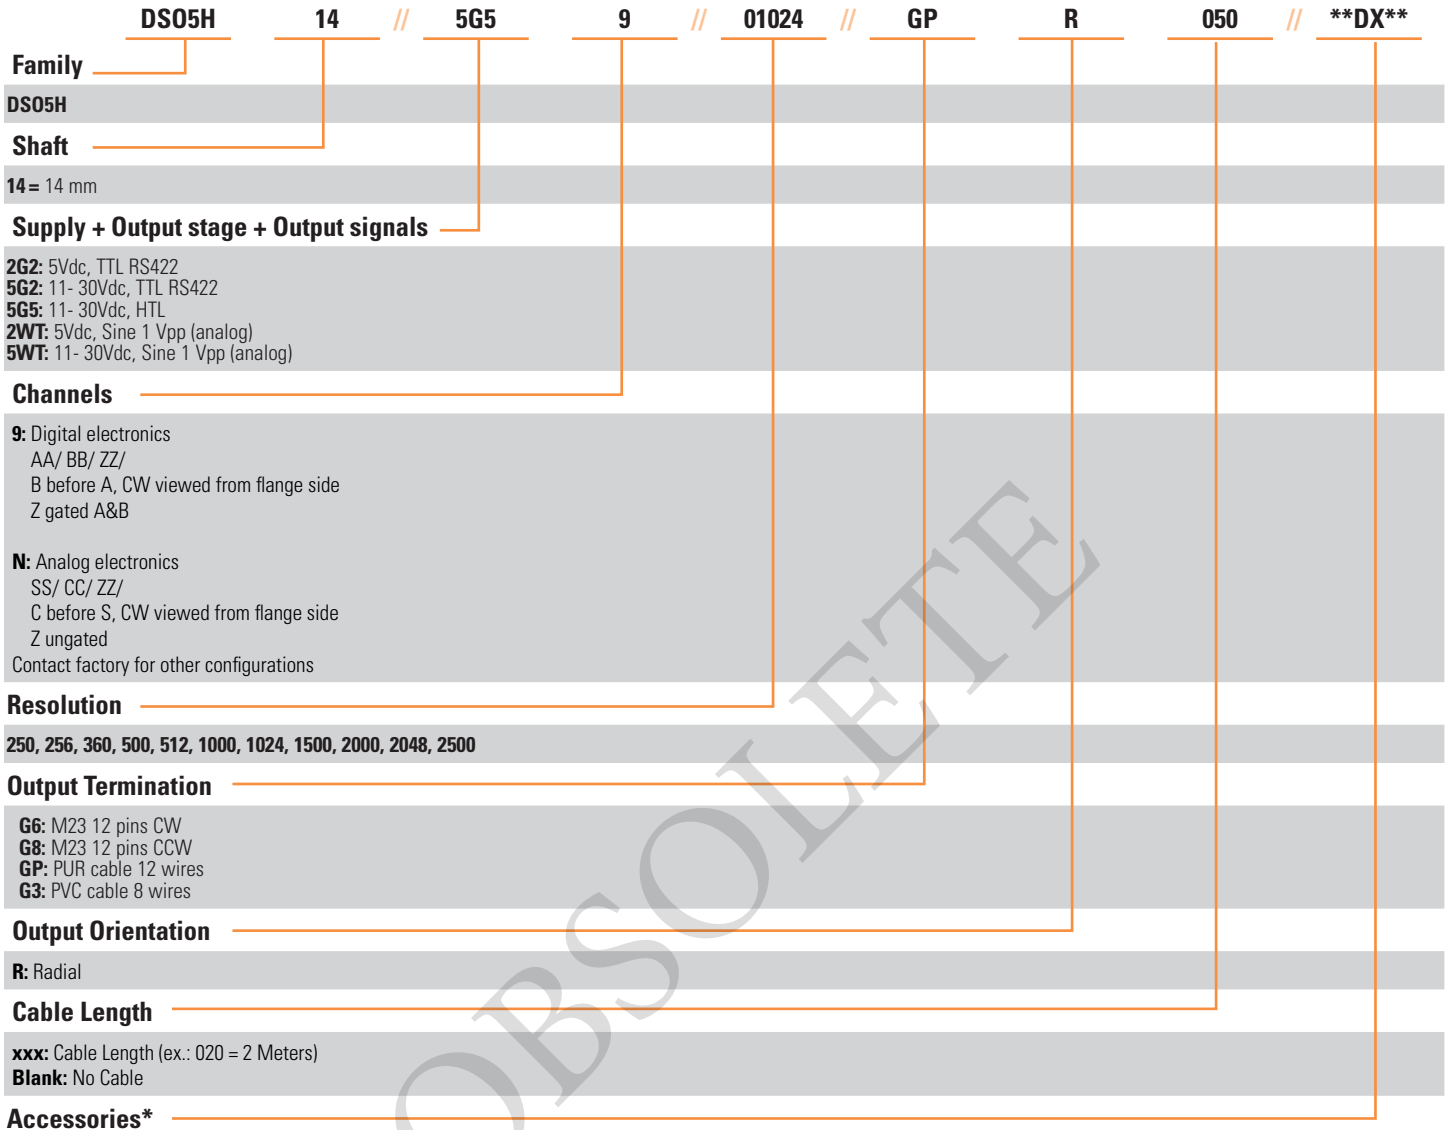 DSO5H 14 // 5G5 9 // 01024 // GP R 050 // **DX**
Family
DSO5H
Shaft
14 = 14 mm
Supply + Output stage + Output signals
2G2: 5Vdc, TTL RS422
5G2: 11- 30Vdc, TTL RS422
5G5: 11- 30Vdc, HTL
2WT: 5Vdc, Sine 1 Vpp (analog)
5WT: 11- 30Vdc, Sine 1 Vpp (analog)
Channels
9: Digital electronics
AA/ BB/ ZZ/
B before A, CW viewed from flange side
Z gated A&B
N: Analog electronics
SS/ CC/ ZZ/
C before S, CW viewed from flange side
Z ungated
Contact factory for other configurations
Resolution
250, 256, 360, 500, 512, 1000, 1024, 1500, 2000, 2048, 2500
Output Termination
G6: M23 12 pins CW
G8: M23 12 pins CCW
GP: PUR cable 12 wires
G3: PVC cable 8 wires
Output Orientation
R: Radial
Cable Length
xxx: Cable Length (ex.: 020 = 2 Meters)
Blank: No Cable
Accessories*
OBSOLETE